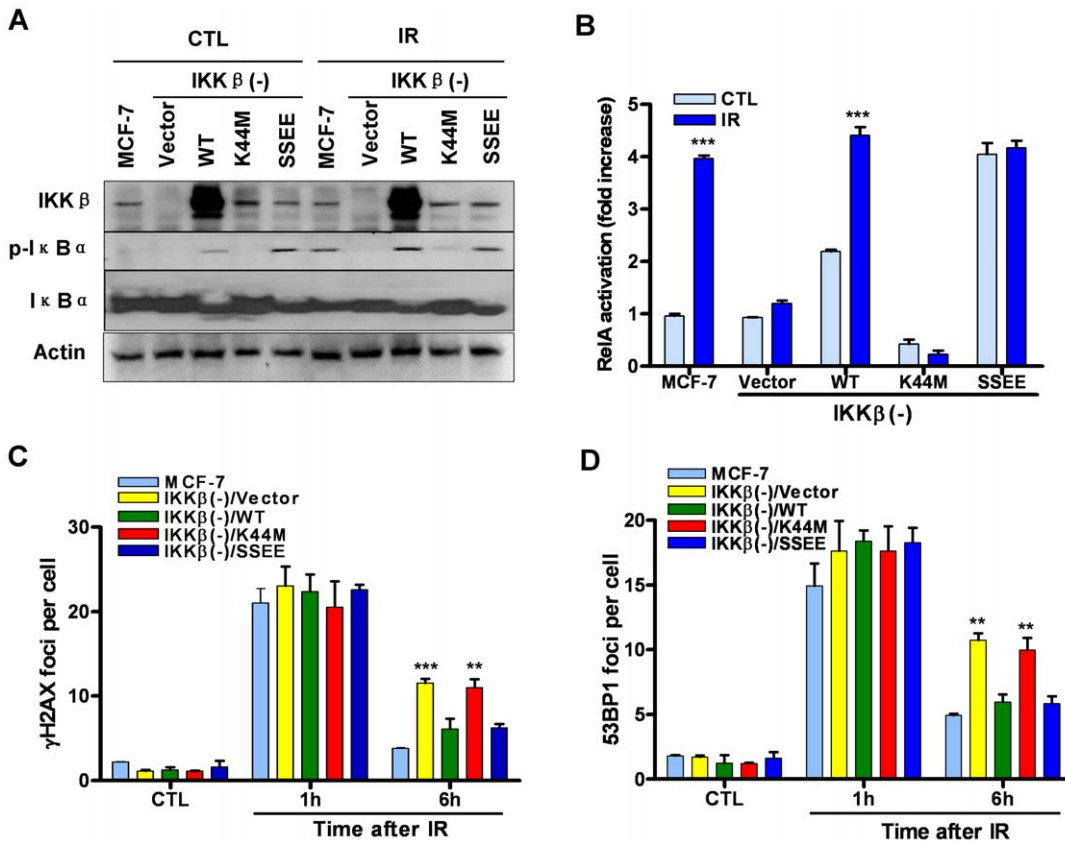 A
CTL IR
IKK β (-) IKK β (-)
MCF-7 Vector WT K44M SSEE MCF-7 Vector WT K44M SSEE
IKK β
p-I κ B α
I κ B α
Actin
B
CTL
IR
RelA activation (fold increase)
5
4
3
2
1
0
*** ***
MCF-7 Vector WT K44M SSEE
IKKβ (-)
C
MCF-7
IKKβ(-)/Vector
IKKβ(-)/WT
IKKβ(-)/K44M
IKKβ(-)/SSEE
γH2AX foci per cell
30
20
10
0
*** **
CTL 1h 6h
Time after IR
D
MCF-7
IKKβ(-)/Vector
IKKβ(-)/WT
IKKβ(-)/K44M
IKKβ(-)/SSEE
53BP1 foci per cell
20
15
10
5
0
** **
CTL 1h 6h
Time after IR